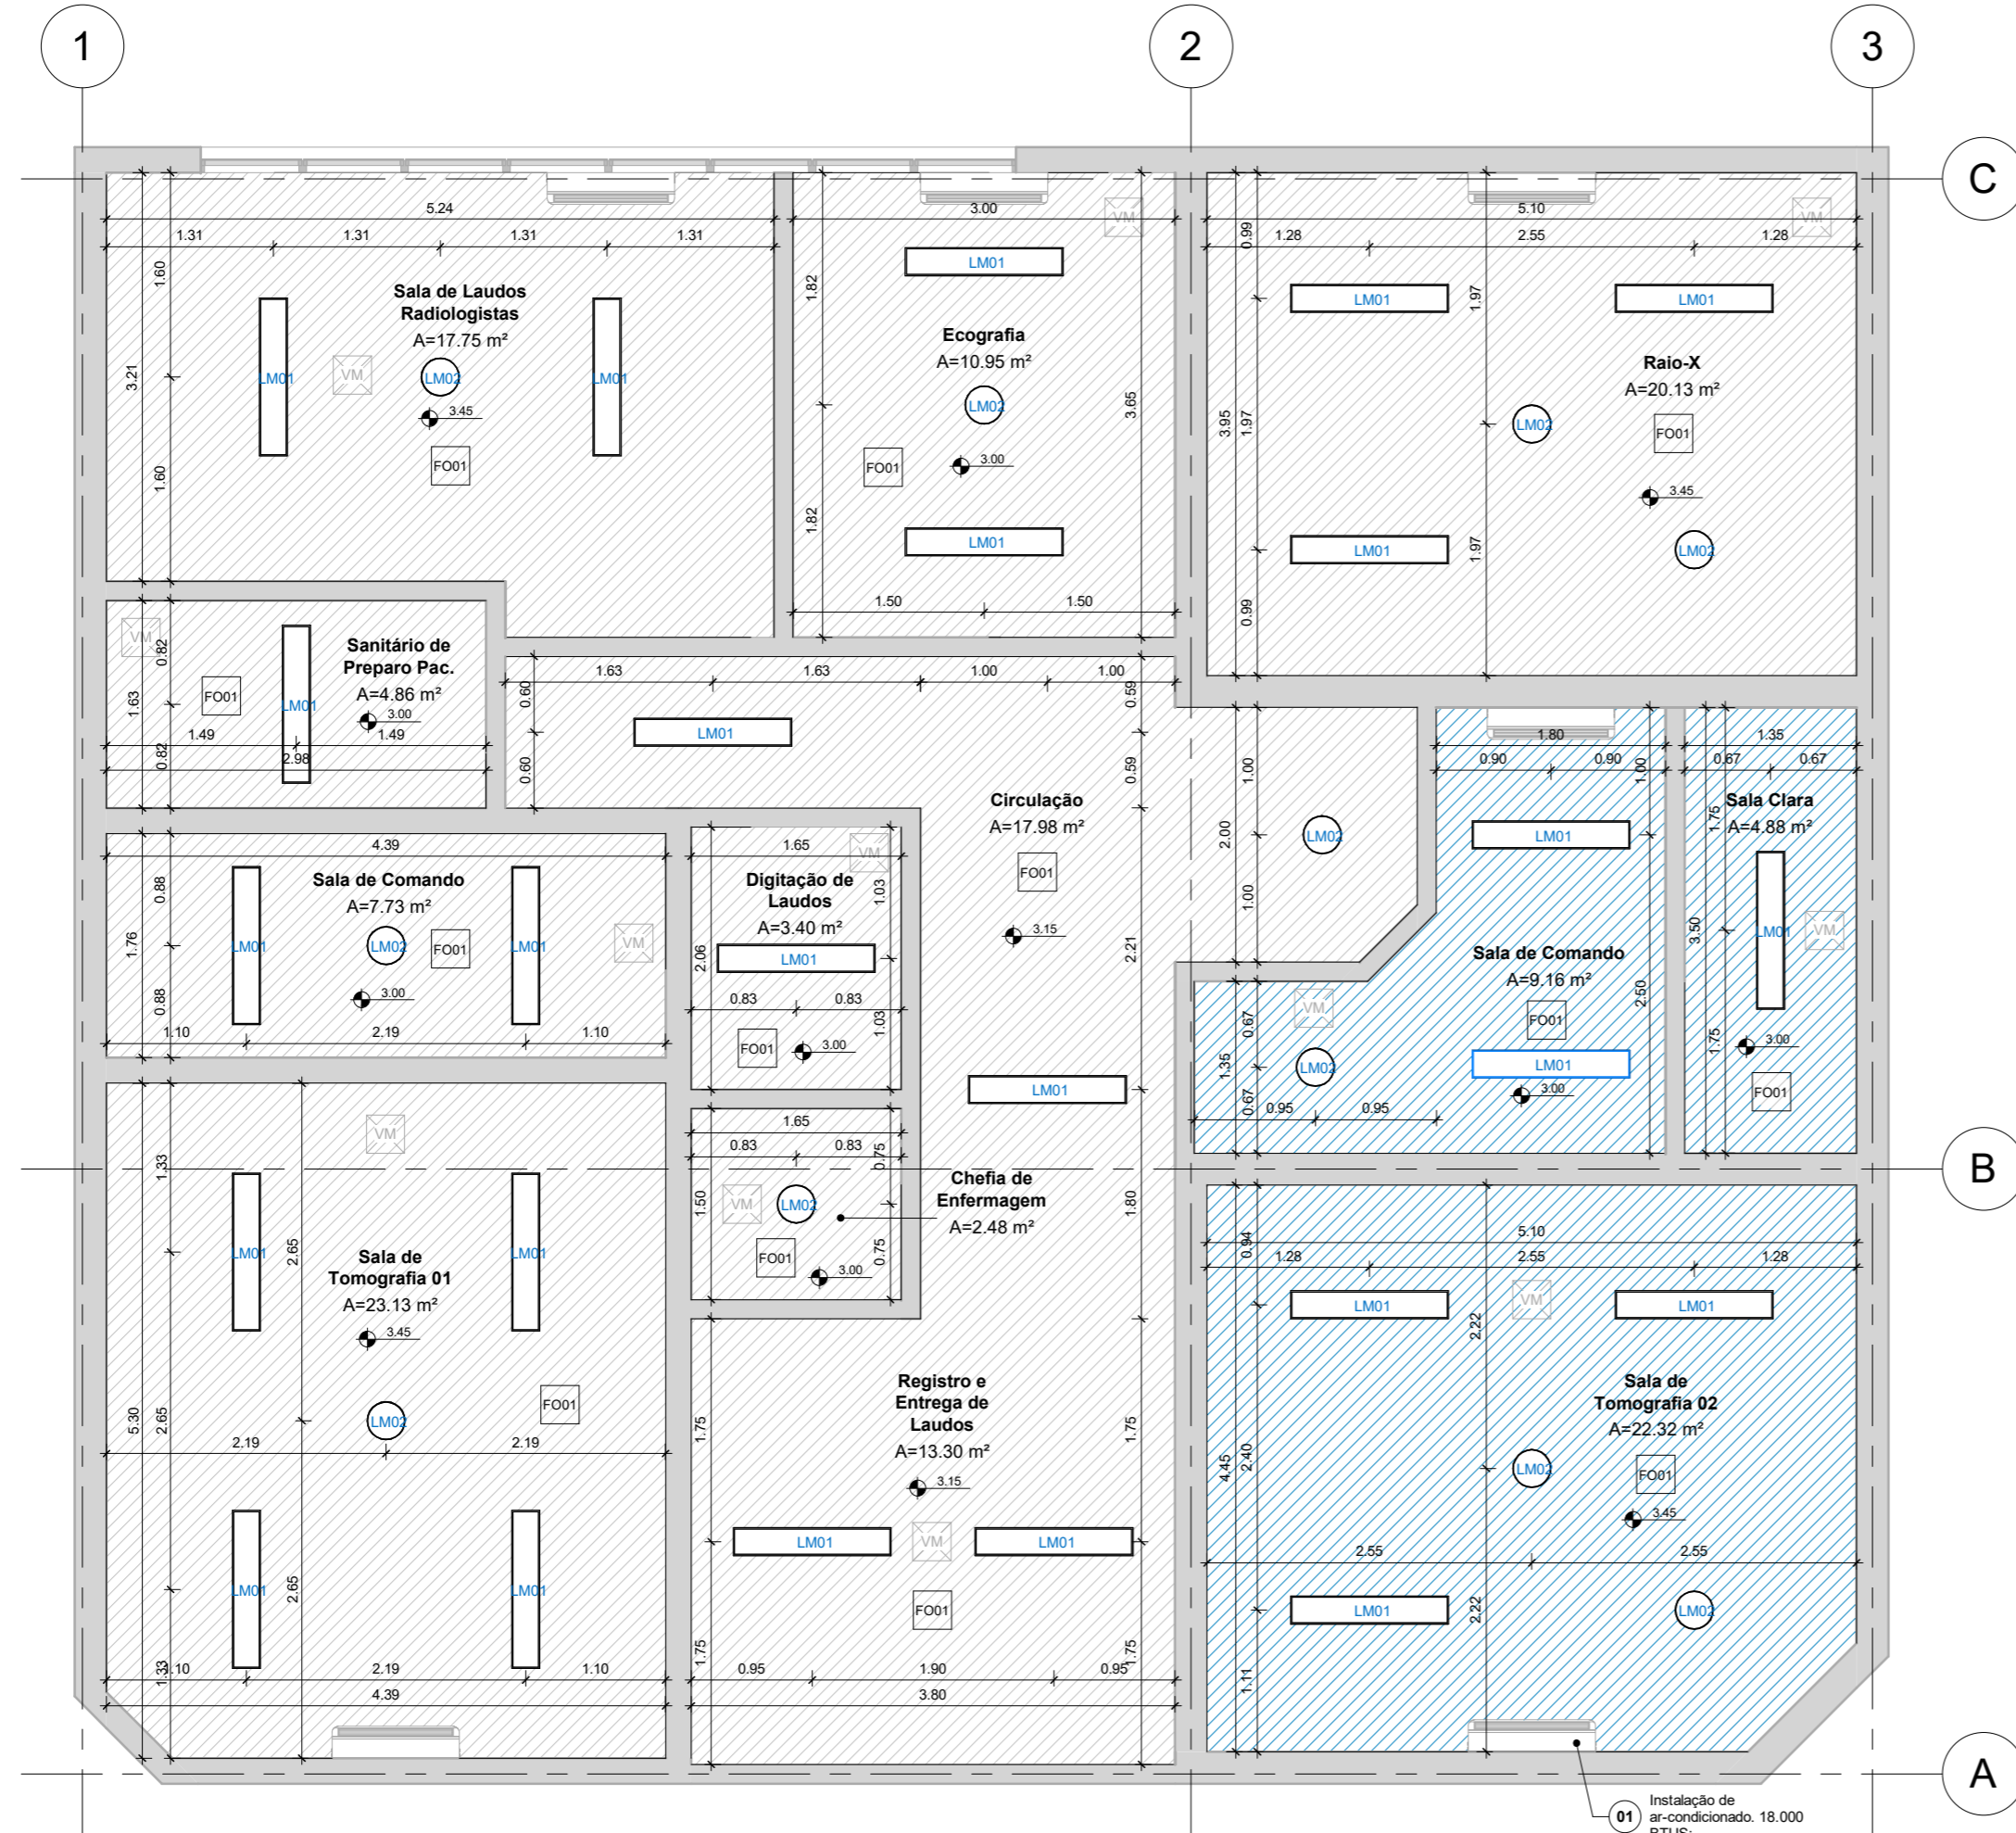 1
2
3
C
B
A
5.24
1.31
1.31
1.31
1.31
1.60
3.21
1.60
Sala de Laudos
Radiologistas
A=17.75 m²
LM01
VM
LM02
LM01
3.45
FO01
3.00
VM
1.82
LM01
Ecografia
A=10.95 m²
LM02
3.65
FO01
3.00
1.82
LM01
1.50
1.50
5.10
VM
1.28
2.55
1.28
0.99
LM01
1.97
LM01
Raio-X
A=20.13 m²
3.95
1.97
LM02
FO01
3.45
LM01
1.97
LM02
0.99
VM
0.82
Sanitário de
Preparo Pac.
A=4.86 m²
FO01
LM01
3.00
1.63
1.49
1.49
0.82
2.98
1.63
1.63
1.00
1.00
0.60
0.59
LM01
0.60
0.59
Circulação
A=17.98 m²
FO01
3.15
2.21
LM01
1.80
1.00
2.00
LM02
1.00
4.39
0.88
Sala de Comando
A=7.73 m²
1.76
LM01
LM02
FO01
LM01
VM
3.00
0.88
1.10
2.19
1.10
1.65
VM
Digitação de
Laudos
A=3.40 m²
1.03
2.06
LM01
0.83
0.83
1.03
FO01
3.00
1.80
0.90
0.90
1.00
LM01
Sala de Comando
A=9.16 m²
2.50
VM
0.67
FO01
1.35
LM02
LM01
3.00
0.67
0.95
0.95
1.35
0.67
0.67
Sala Clara
A=4.88 m²
1.75
3.50
LM01
VM
1.75
3.00
FO01
1.65
0.83
0.83
0.75
Chefia de
Enfermagem
A=2.48 m²
1.50
VM
LM02
FO01
0.75
3.00
VM
1.33
LM01
LM01
2.65
Sala de
Tomografia 01
A=23.13 m²
3.45
FO01
LM02
5.30
2.65
2.19
2.19
LM01
2.65
LM01
1.33
1.10
2.19
1.10
4.39
Registro e
Entrega de
Laudos
A=13.30 m²
1.75
1.75
3.15
LM01
VM
LM01
FO01
1.75
1.75
0.95
1.90
0.95
3.80
5.10
0.94
1.28
2.55
1.28
LM01
VM
LM01
2.22
Sala de
Tomografia 02
A=22.32 m²
4.45
2.40
LM02
FO01
3.45
2.55
2.55
LM01
2.22
LM02
1.11
01
Instalação de
ar-condicionado. 18.000